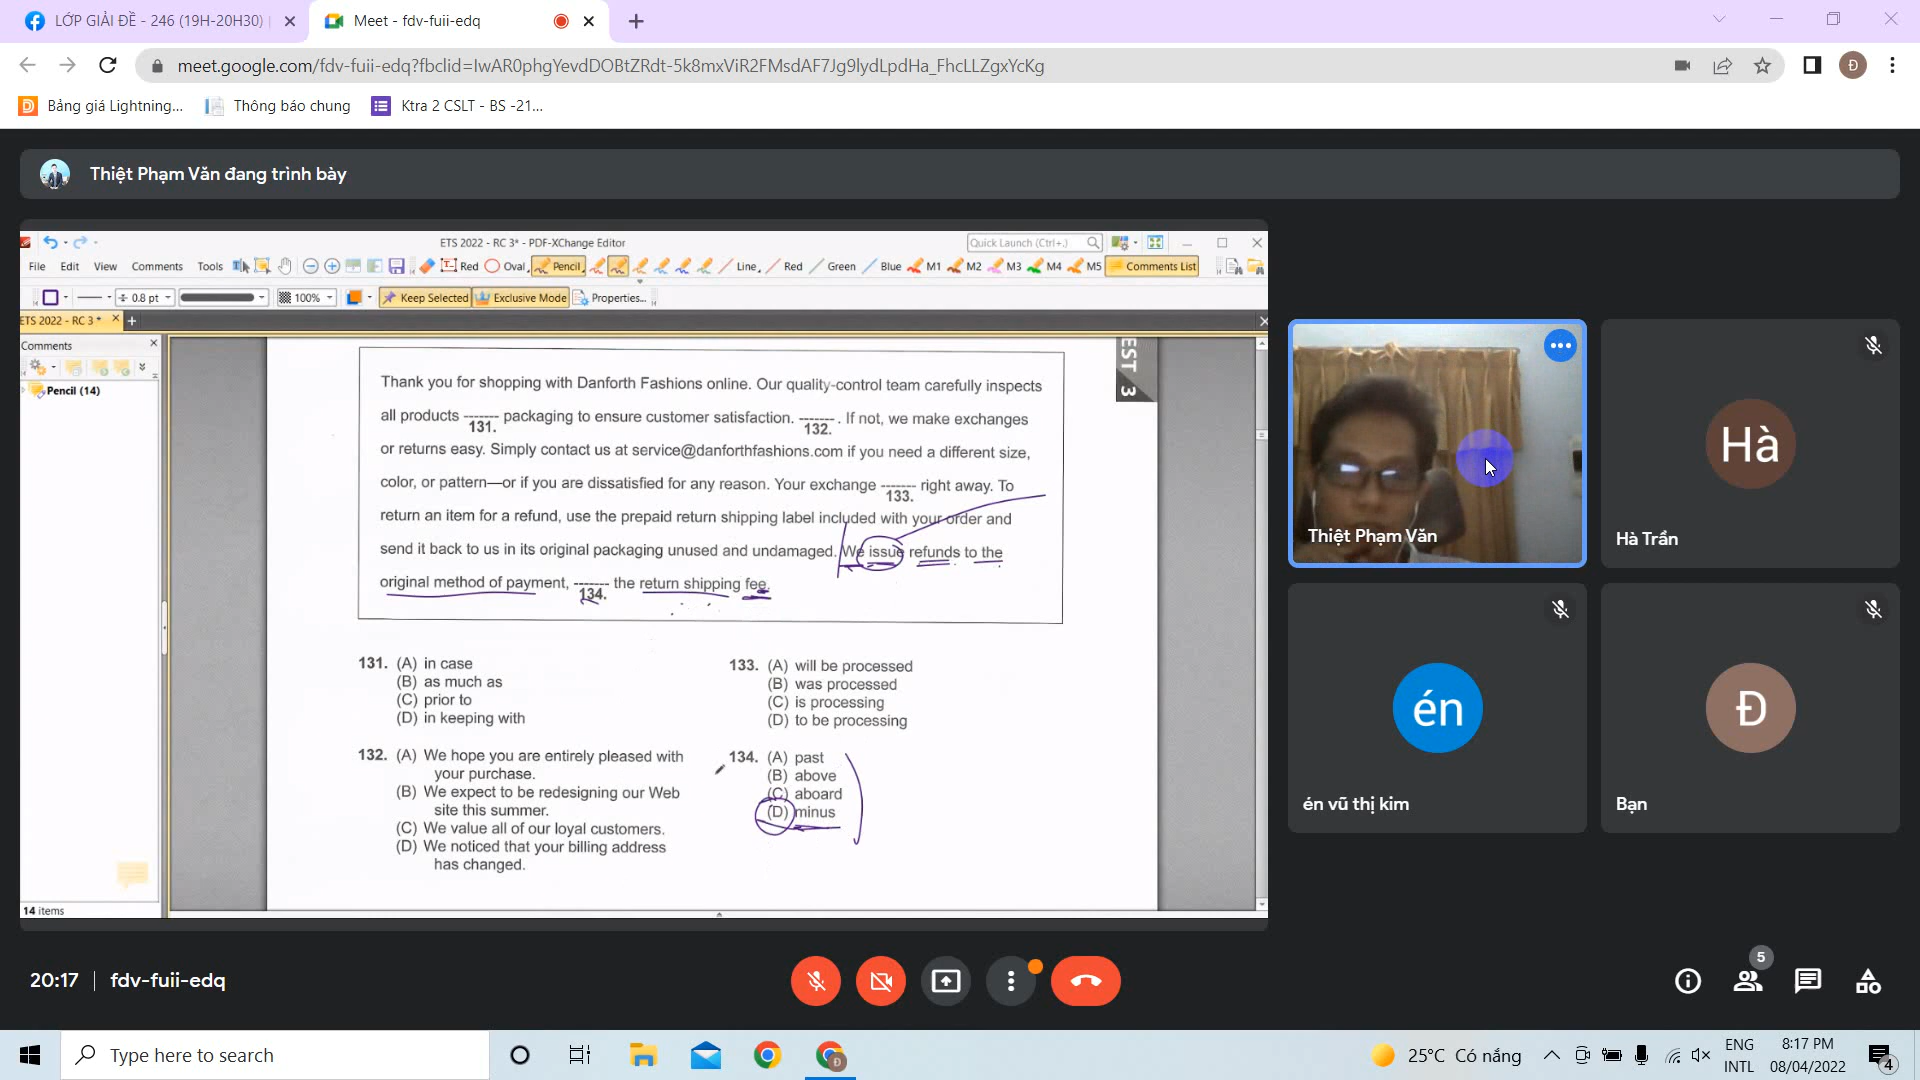 LỚP GIẢI ĐỀ - 246 (19H-20H30)
Meet - fdv-fuii-edq
meet.google.com/fdv-fuii-edq?fbclid=IwAR0phgYevdDOBtZRdt-5k8mxViR2FMsdAF7Jg9lydLpdHa_FhcLLZgxYcKg
Đ
Bảng giá Lightning...
Thông báo chung
Ktra 2 CSLT - BS -21...
Thiệt Phạm Văn đang trình bày
ETS 2022 - RC 3* - PDF-XChange Editor
Quick Launch (Ctrl+.)
File Edit View Comments Tools Red Oval Pencil Line Red Green Blue M1 M2 M3 M4 M5 Comments List
0.8 pt 100% Keep Selected Exclusive Mode Properties...
ETS 2022 - RC 3 *
Comments
Pencil (14)
14 items
EST 3
Thank you for shopping with Danforth Fashions online. Our quality-control team carefully inspects
all products ------- packaging to ensure customer satisfaction. -------. If not, we make exchanges
131. 132.
or returns easy. Simply contact us at service@danforthfashions.com if you need a different size,
color, or pattern—or if you are dissatisfied for any reason. Your exchange ------- right away. To
133.
return an item for a refund, use the prepaid return shipping label included with your order and
send it back to us in its original packaging unused and undamaged. We issue refunds to the
original method of payment, ------- the return shipping fee.
134.
131. (A) in case
(B) as much as
(C) prior to
(D) in keeping with
132. (A) We hope you are entirely pleased with
your purchase.
(B) We expect to be redesigning our Web
site this summer.
(C) We value all of our loyal customers.
(D) We noticed that your billing address
has changed.
133. (A) will be processed
(B) was processed
(C) is processing
(D) to be processing
134. (A) past
(B) above
(C) aboard
(D) minus
Thiệt Phạm Văn
Hà
Hà Trần
én
én vũ thị kim
Đ
Bạn
20:17 | fdv-fuii-edq
5
Type here to search
Đ
25°C Có nắng
ENG
INTL
8:17 PM
08/04/2022
4